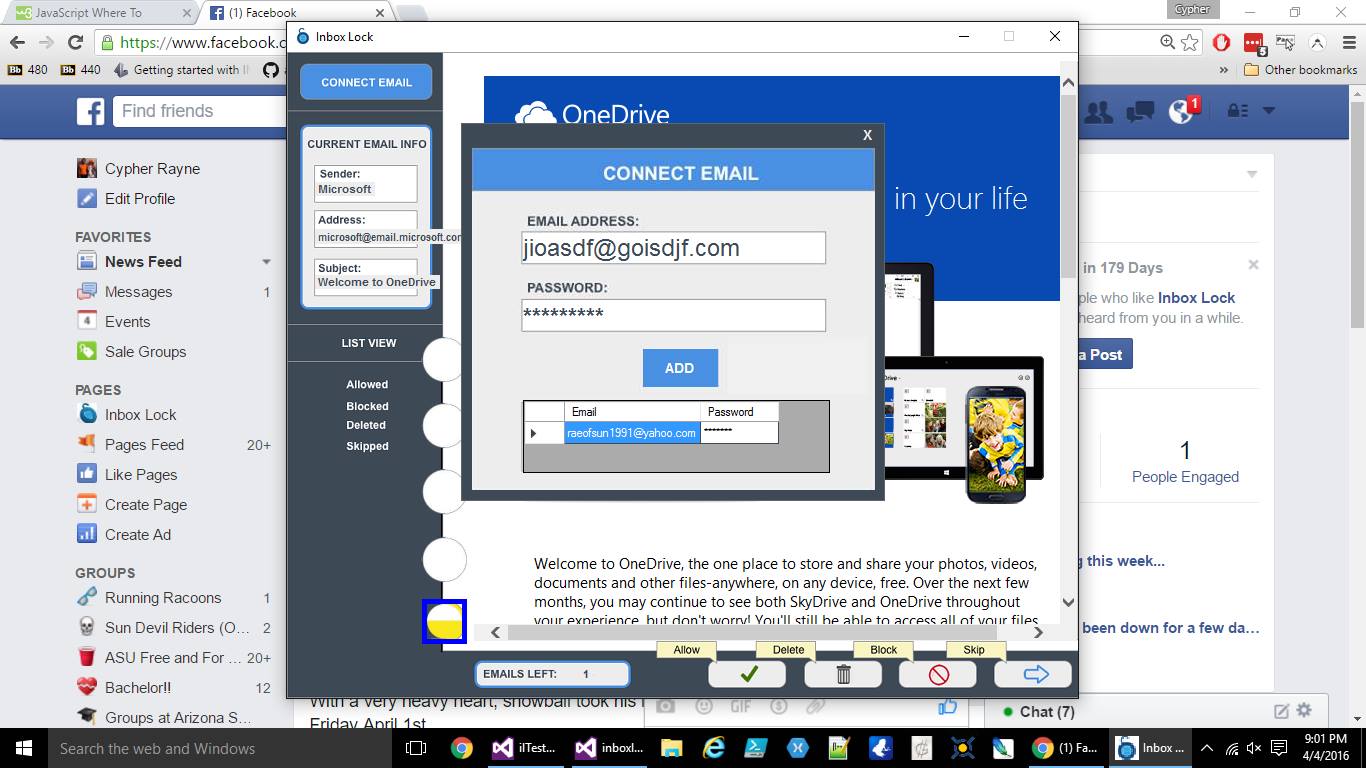 JavaScript Where To
(1) Facebook
Cypher
https://www.facebook.c
480
440
Getting started with
Other bookmarks
Find friends
1
Cypher Rayne
Edit Profile
FAVORITES
News Feed
Messages 1
Events
Sale Groups
PAGES
Inbox Lock
Pages Feed 20+
Like Pages
Create Page
Create Ad
GROUPS
Running Racoons 1
Sun Devil Riders (O... 2
ASU Free and For ... 20+
Bachelor!! 12
Groups at Arizona S...
Inbox Lock
CONNECT EMAIL
CURRENT EMAIL INFO
Sender:
Microsoft
Address:
microsoft@email.microsoft.com
Subject:
Welcome to OneDrive
LIST VIEW
Allowed
Blocked
Deleted
Skipped
OneDrive
in your life
X
CONNECT EMAIL
EMAIL ADDRESS:
jioasdf@goisdjf.com
PASSWORD:
*********
ADD
Email Password
raeofsun1991@yahoo.com *******
Welcome to OneDrive, the one place to store and share your photos, videos,
documents and other files-anywhere, on any device, free. Over the next few
months, you may continue to see both SkyDrive and OneDrive throughout
your experience, but don't worry! You'll still be able to access all of your files
Allow
Delete
Block
Skip
EMAILS LEFT: 1
in 179 Days
ple who like Inbox Lock
heard from you in a while.
a Post
1
People Engaged
g this week...
been down for a few da...
With a very heavy heart, snowball took his
Friday April 1st
GIF
Chat (7)
Search the web and Windows
ilTest...
inboxl...
(1) Fa...
Inbox ...
9:01 PM
4/4/2016